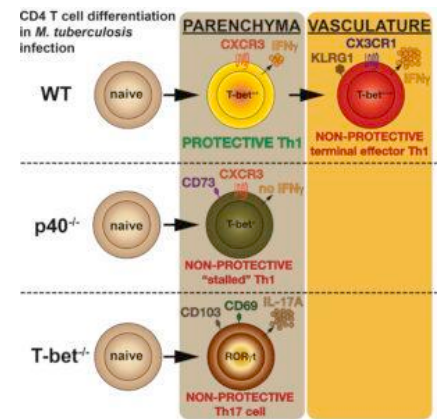 CD4 T cell differentiation
in M. tuberculosis
infection
PARENCHYMA
VASCULATURE
WT
naive
CXCR3
IFNγ
T-bet⁺⁺
PROTECTIVE Th1
CX3CR1
KLRG1
IFNγ
T-bet⁺⁺⁺
NON-PROTECTIVE
terminal effector Th1
p40⁻/⁻
naive
CXCR3
CD73
no IFNγ
T-bet⁺
NON-PROTECTIVE
"stalled" Th1
T-bet⁻/⁻
naive
CD69
IL-17A
CD103
RORγt
NON-PROTECTIVE
Th17 cell